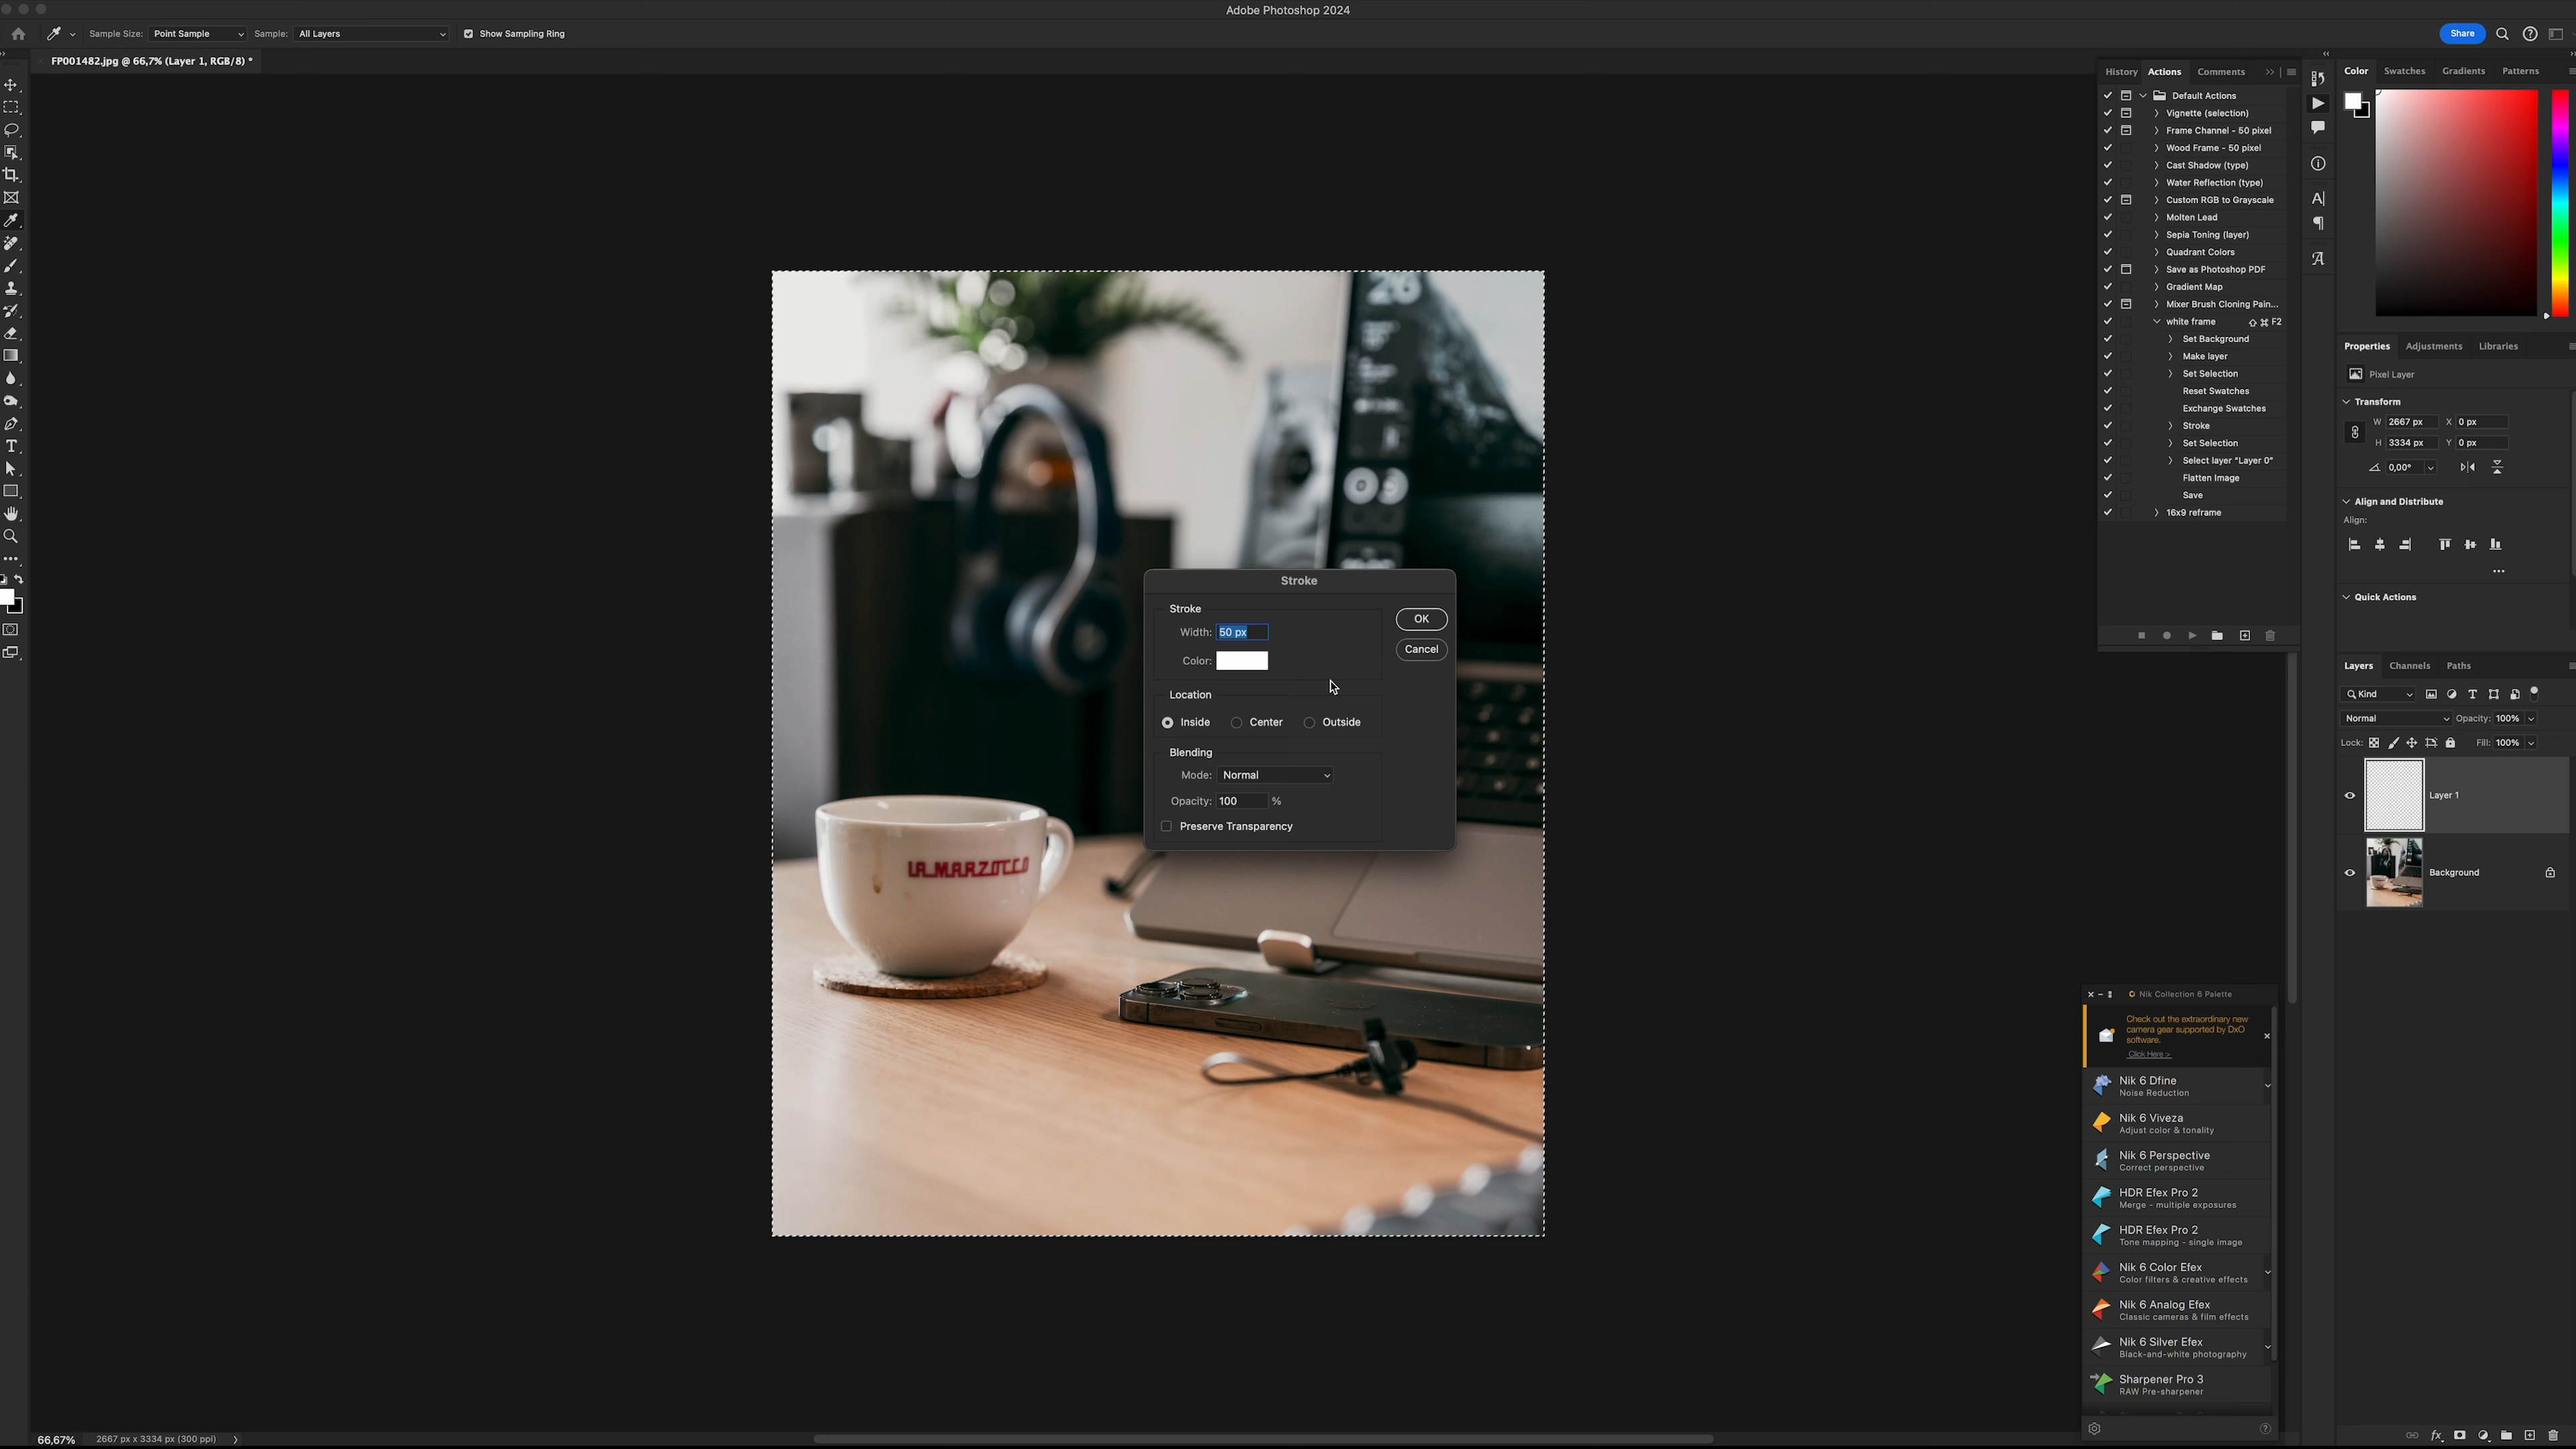 Adobe Photoshop 2024
Sample Size: Point Sample Sample: All Layers Show Sampling Ring
Share
FP001482.jpg @ 66,7% (Layer 1, RGB/8) *
History Actions Comments
Default Actions
Vignette (selection)
Frame Channel - 50 pixel
Wood Frame - 50 pixel
Cast Shadow (type)
Water Reflection (type)
Custom RGB to Grayscale
Molten Lead
Sepia Toning (layer)
Quadrant Colors
Save as Photoshop PDF
Gradient Map
Mixer Brush Cloning Pain...
white frame ⇧ ⌘ F2
Set Background
Make layer
Set Selection
Reset Swatches
Exchange Swatches
Stroke
Set Selection
Select layer “Layer 0”
Flatten Image
Save
16x9 reframe
Color Swatches Gradients Patterns
Properties Adjustments Libraries
Pixel Layer
Transform
W 2667 px X 0 px
H 3334 px Y 0 px
0,00°
Align and Distribute
Align:
Quick Actions
Layers Channels Paths
Kind
Normal Opacity: 100%
Lock: Fill: 100%
Layer 1
Background
26
03
Stroke
Stroke
Width: 50 px
Color:
OK
Cancel
Location
Inside Center Outside
Blending
Mode: Normal
Opacity: 100 %
Preserve Transparency
LA MARZOCCO
Nik Collection 6 Palette
Check out the extraordinary new
camera gear supported by DxO
software.
Click Here >
Nik 6 Dfine
Noise Reduction
Nik 6 Viveza
Adjust color & tonality
Nik 6 Perspective
Correct perspective
HDR Efex Pro 2
Merge - multiple exposures
HDR Efex Pro 2
Tone mapping - single image
Nik 6 Color Efex
Color filters & creative effects
Nik 6 Analog Efex
Classic cameras & film effects
Nik 6 Silver Efex
Black-and-white photography
Sharpener Pro 3
RAW Pre-sharpener
66,67% 2667 px x 3334 px (300 ppi)